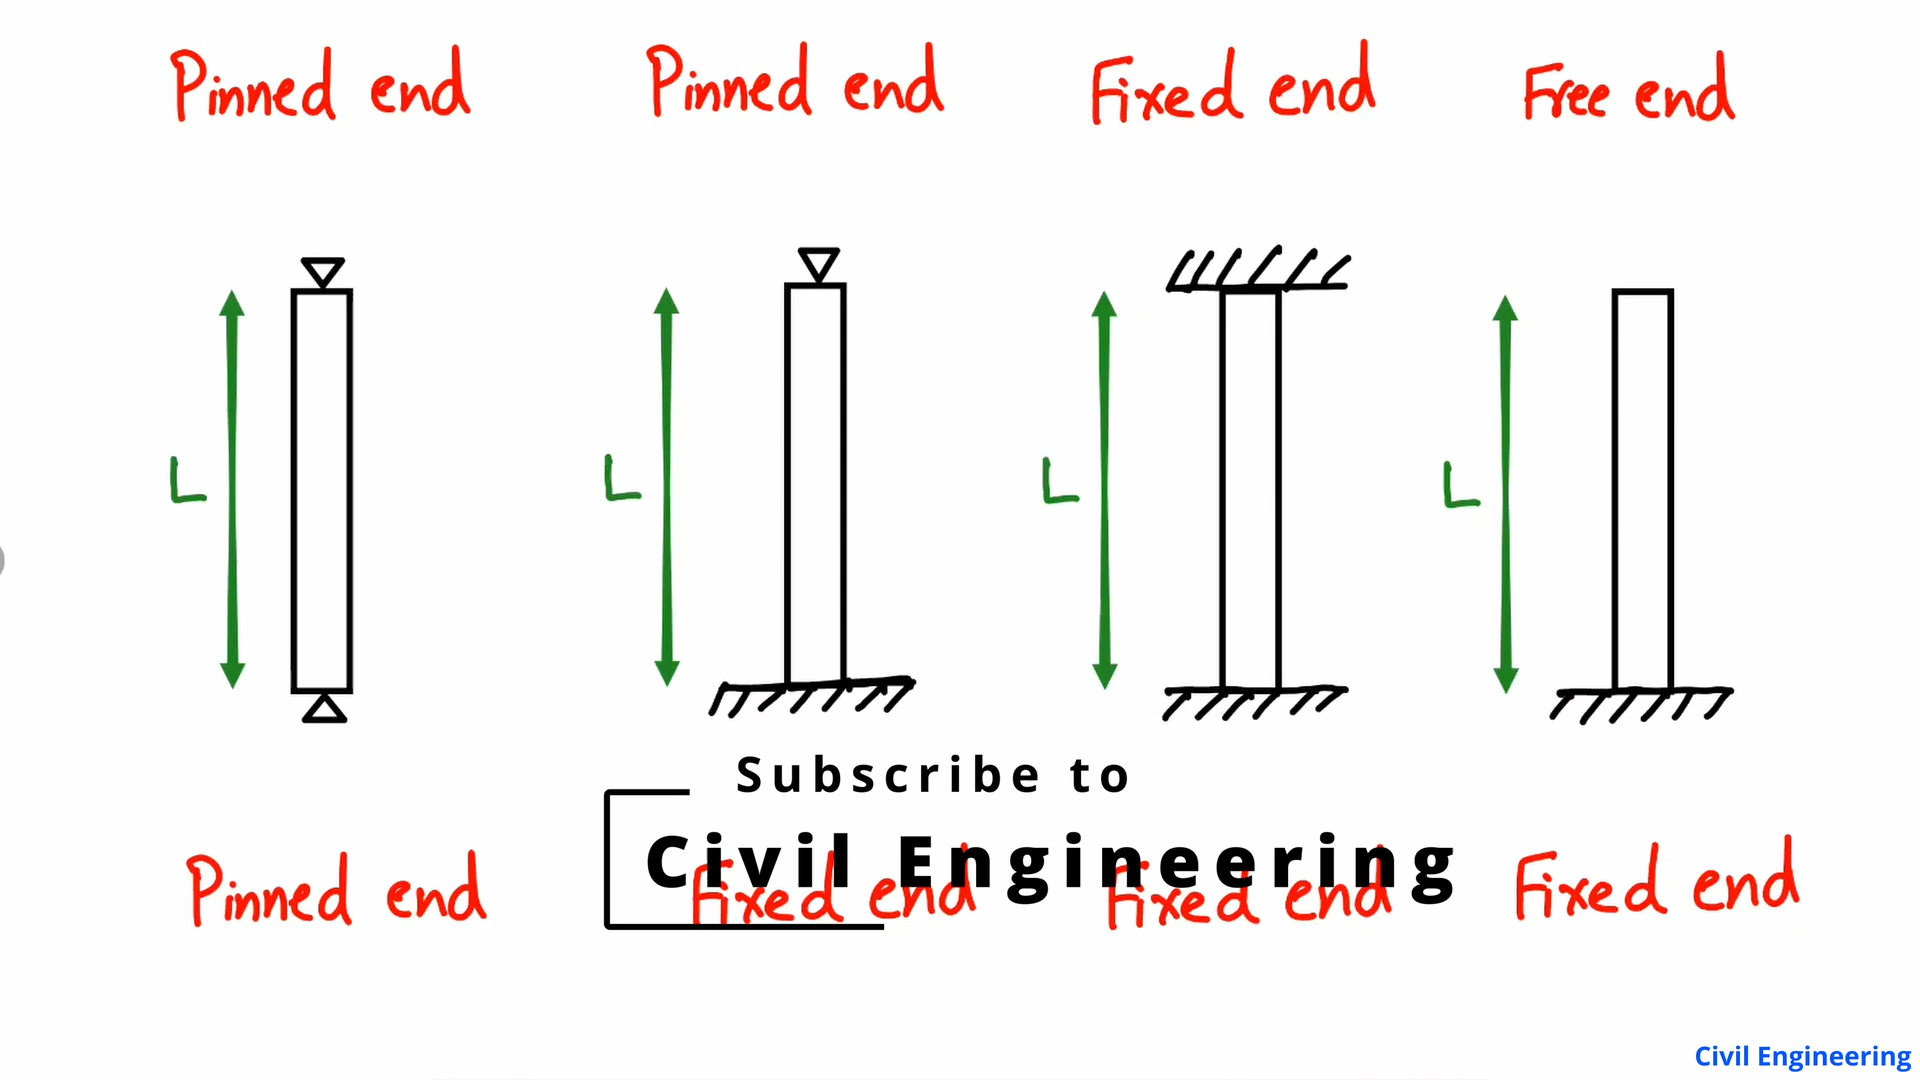 Pinned end
Pinned end
Fixed end
Free end
L
L
L
L
Subscribe to
Civil Engineering
Pinned end
Fixed end
Fixed end
Fixed end
Civil Engineering